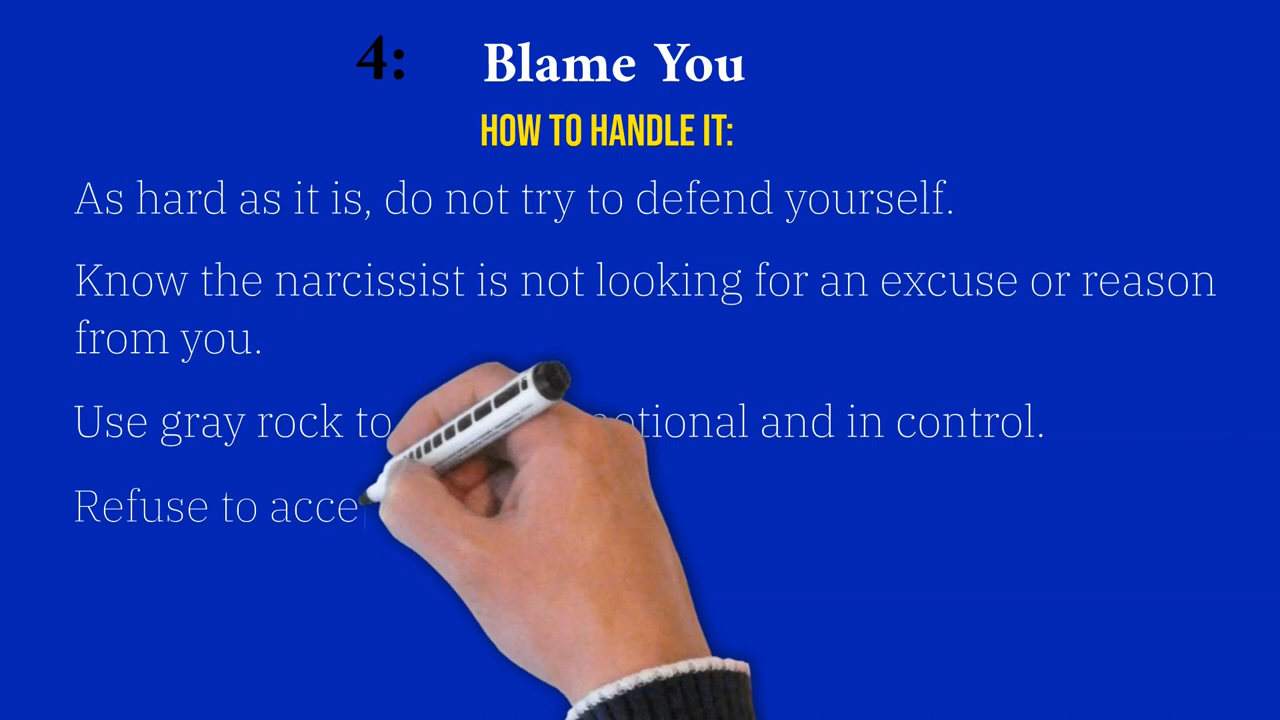 4: Blame You
HOW TO HANDLE IT:
As hard as it is, do not try to defend yourself.
Know the narcissist is not looking for an excuse or reason
from you.
Use gray rock to and in control.
Refuse to acce